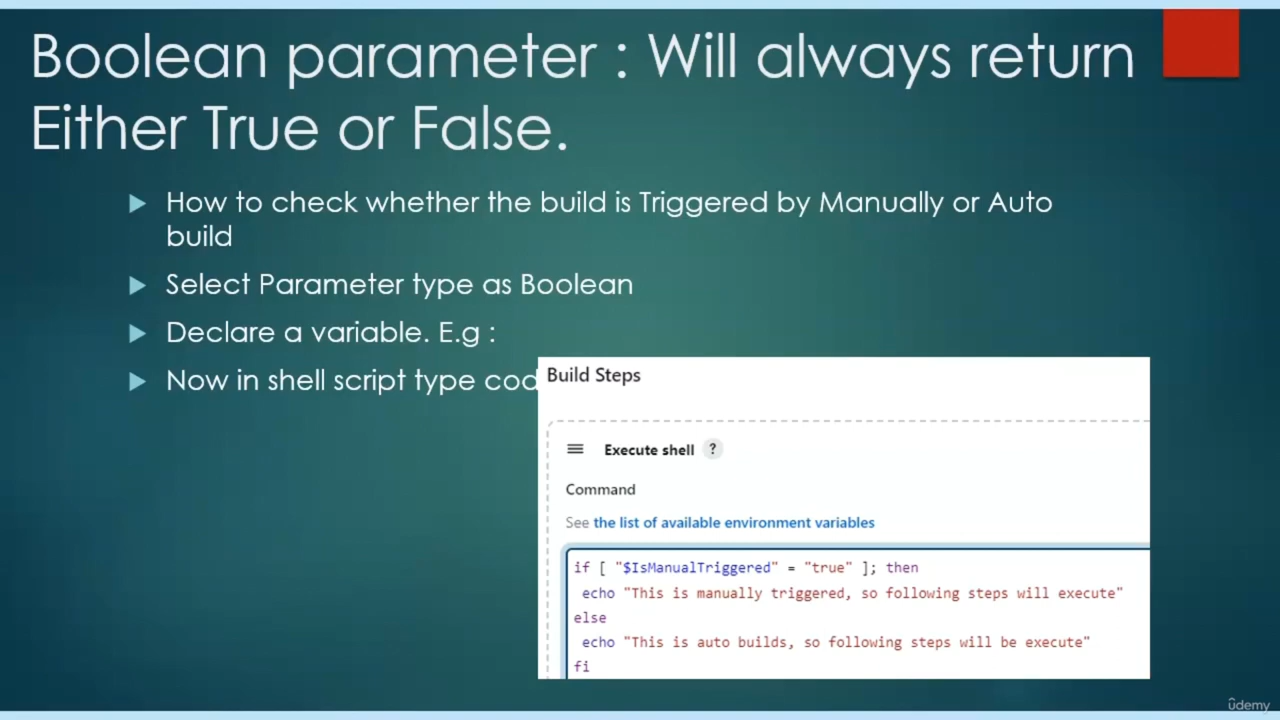 Boolean parameter : Will always return
Either True or False.
How to check whether the build is Triggered by Manually or Auto
build
Select Parameter type as Boolean
Declare a variable. E.g :
Now in shell script type cod
Build Steps
Execute shell ?
Command
See the list of available environment variables
if [ "$IsManualTriggered" = "true" ]; then
echo "This is manually triggered, so following steps will execute"
else
echo "This is auto builds, so following steps will be execute"
fi
ûdemy